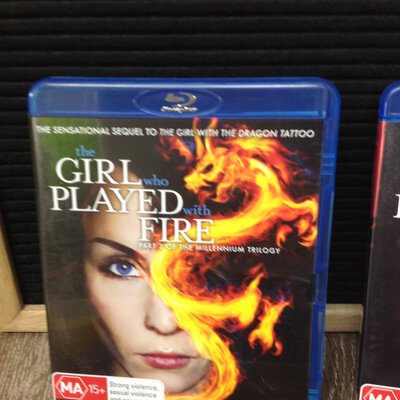 THE SENSATIONAL SEQUEL TO THE GIRL WITH THE DRAGON TATTOO
the
GIRL who
PLAYED with
FIRE
PART 2 OF THE MILLENNIUM TRILOGY
MA 15+
Strong violence,
sexual violence